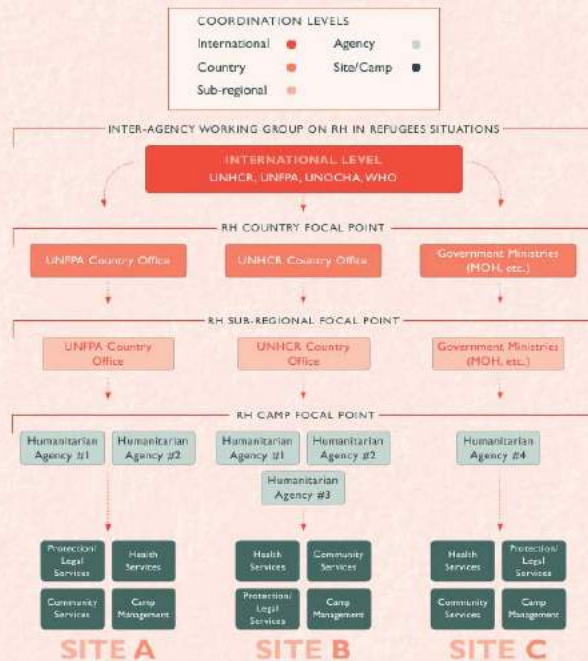 COORDINATION LEVELS
International
Agency
Country
Site/Camp
Sub-regional
INTER-AGENCY WORKING GROUP ON RH IN REFUGEES SITUATIONS
INTERNATIONAL LEVEL
UNHCR, UNFPA, UNOCHA, WHO
RH COUNTRY FOCAL POINT
UNFPA Country Office
UNHCR Country Office
Government Ministries
(MOH, etc.)
RH SUB-REGIONAL FOCAL POINT
UNFPA Country
Office
UNHCR Country
Office
Government Ministries
(MOH, etc.)
RH CAMP FOCAL POINT
Humanitarian
Agency #1
Humanitarian
Agency #2
Humanitarian
Agency #1
Humanitarian
Agency #2
Humanitarian
Agency #3
Humanitarian
Agency #4
Protection/
Legal
Services
Health
Services
Community
Services
Camp
Management
SITE A
Health
Services
Community
Services
Protection/
Legal
Services
Camp
Management
SITE B
Health
Services
Protection/
Legal
Services
Community
Services
Camp
Management
SITE C